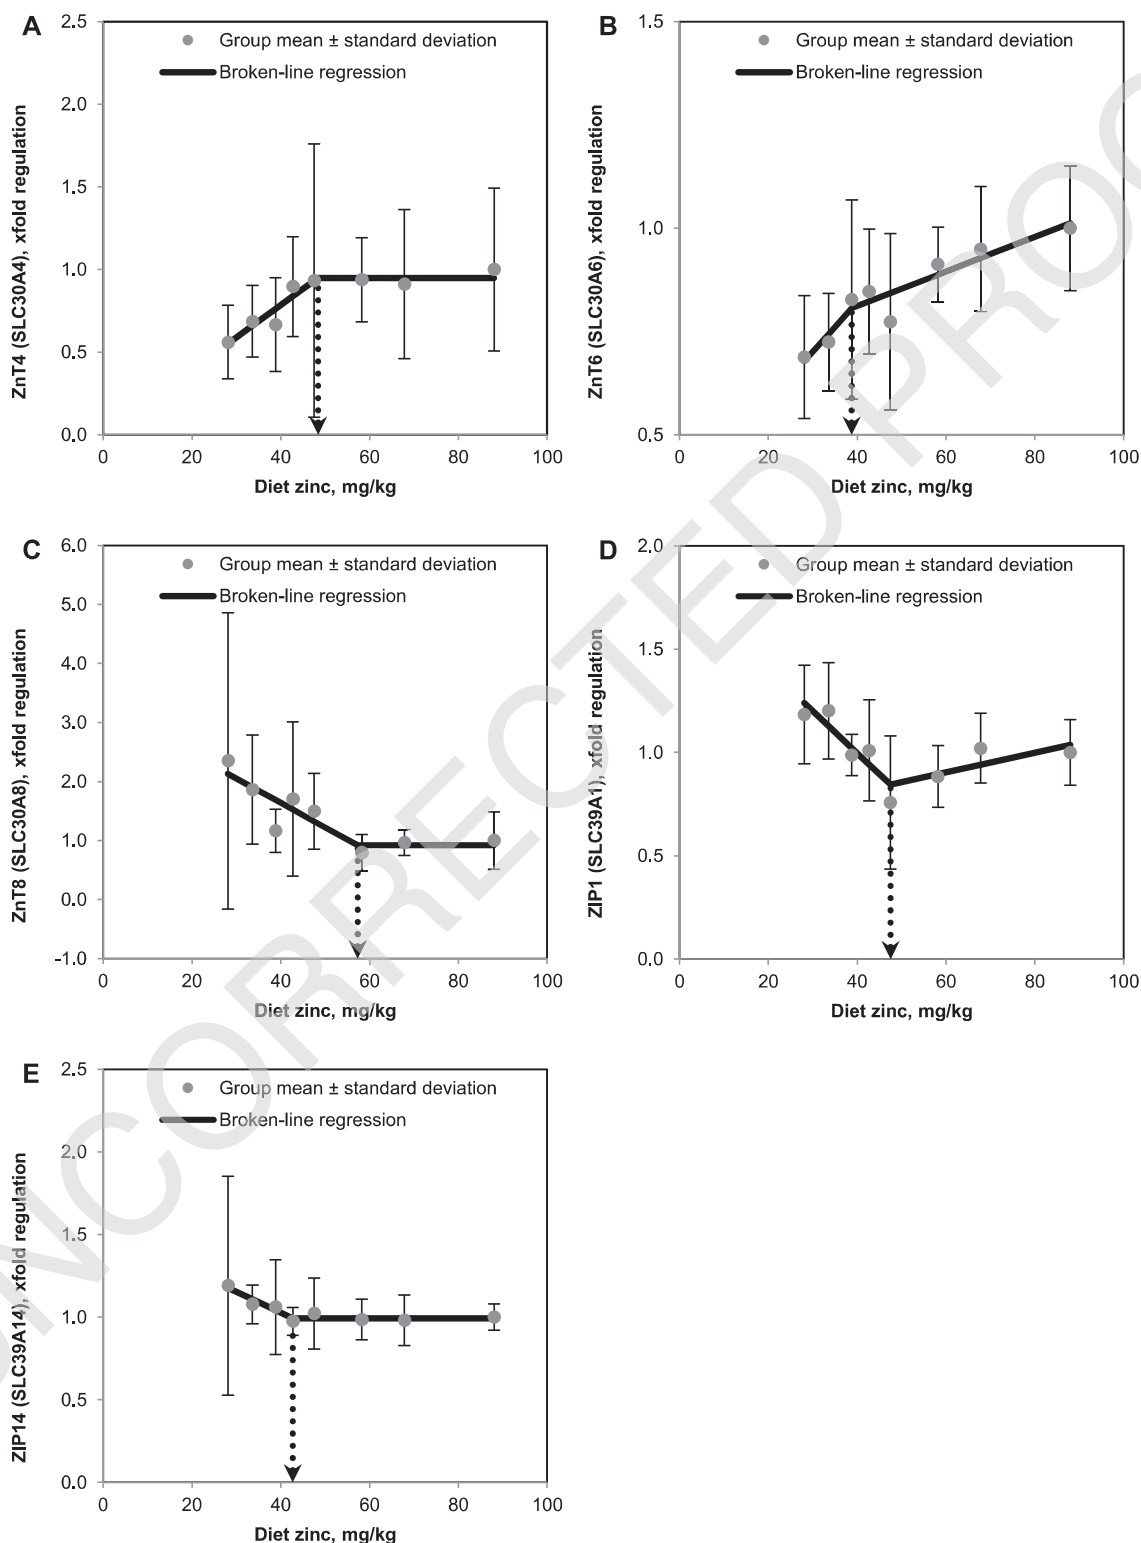 A
ZnT4 (SLC30A4), xfold regulation
2.5
2.0
1.5
1.0
0.5
0.0
Group mean ± standard deviation
Broken-line regression
0 20 40 60 80 100
Diet zinc, mg/kg
B
ZnT6 (SLC30A6), xfold regulation
1.5
1.0
0.5
Group mean ± standard deviation
Broken-line regression
0 20 40 60 80 100
Diet zinc, mg/kg
C
ZnT8 (SLC30A8), xfold regulation
6.0
5.0
4.0
3.0
2.0
1.0
0.0
-1.0
Group mean ± standard deviation
Broken-line regression
0 20 40 60 80 100
Diet zinc, mg/kg
D
ZIP1 (SLC39A1), xfold regulation
2.0
1.5
1.0
0.5
0.0
Group mean ± standard deviation
Broken-line regression
0 20 40 60 80 100
Diet zinc, mg/kg
E
ZIP14 (SLC39A14), xfold regulation
2.5
2.0
1.5
1.0
0.5
0.0
Group mean ± standard deviation
Broken-line regression
0 20 40 60 80 100
Diet zinc, mg/kg
NCORRECTED PROO